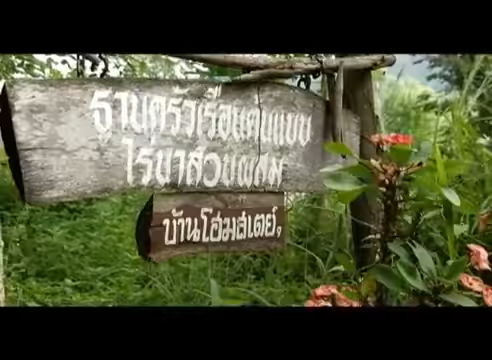 ฐานครัวเรือนต้นแบบ
ไร่นาสวนผสม
บ้านโฮมสเตย์,